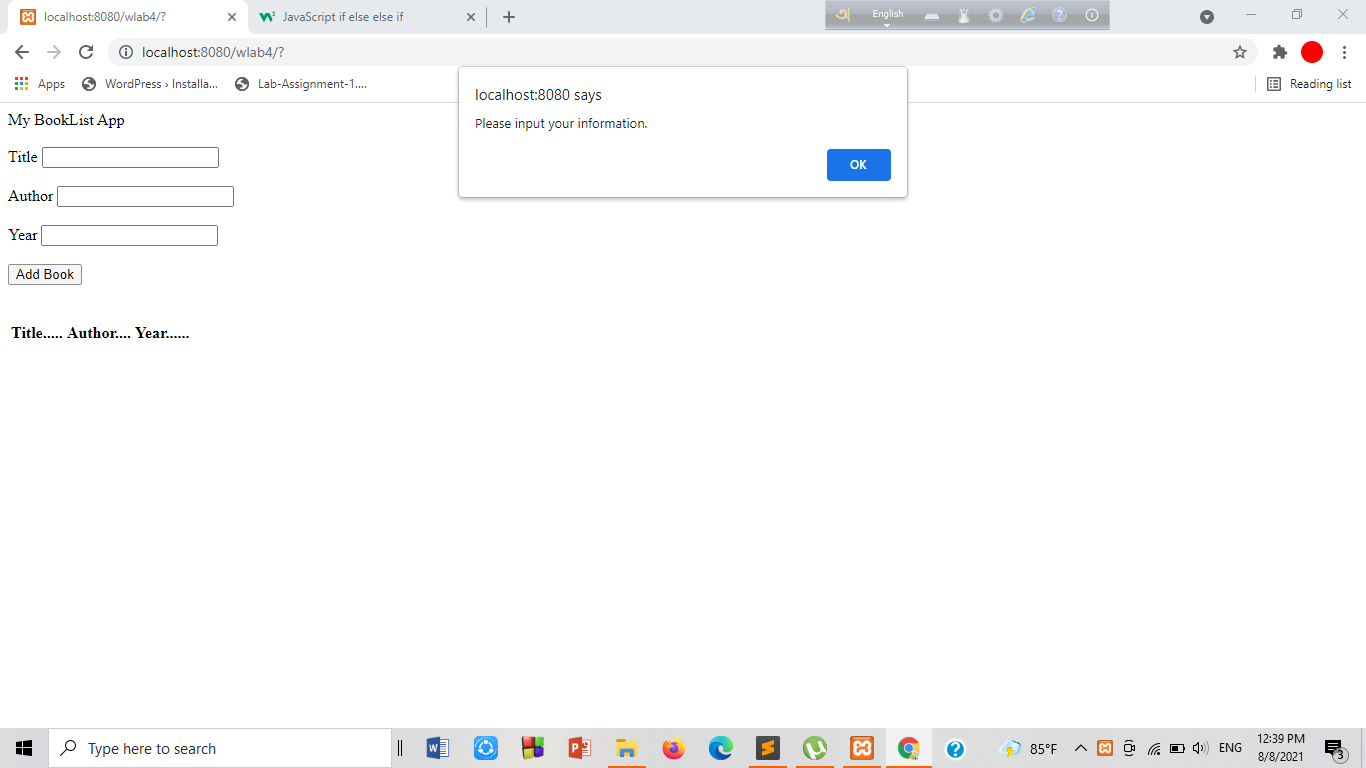 localhost:8080/wlab4/?
JavaScript if else else if
অ
English
localhost:8080/wlab4/?
Apps
WordPress › Installa...
Lab-Assignment-1....
Reading list
localhost:8080 says
Please input your information.
OK
My BookList App
Title
Author
Year
Add Book
Title..... Author.... Year......
Type here to search
85°F
ENG
12:39 PM
8/8/2021
3